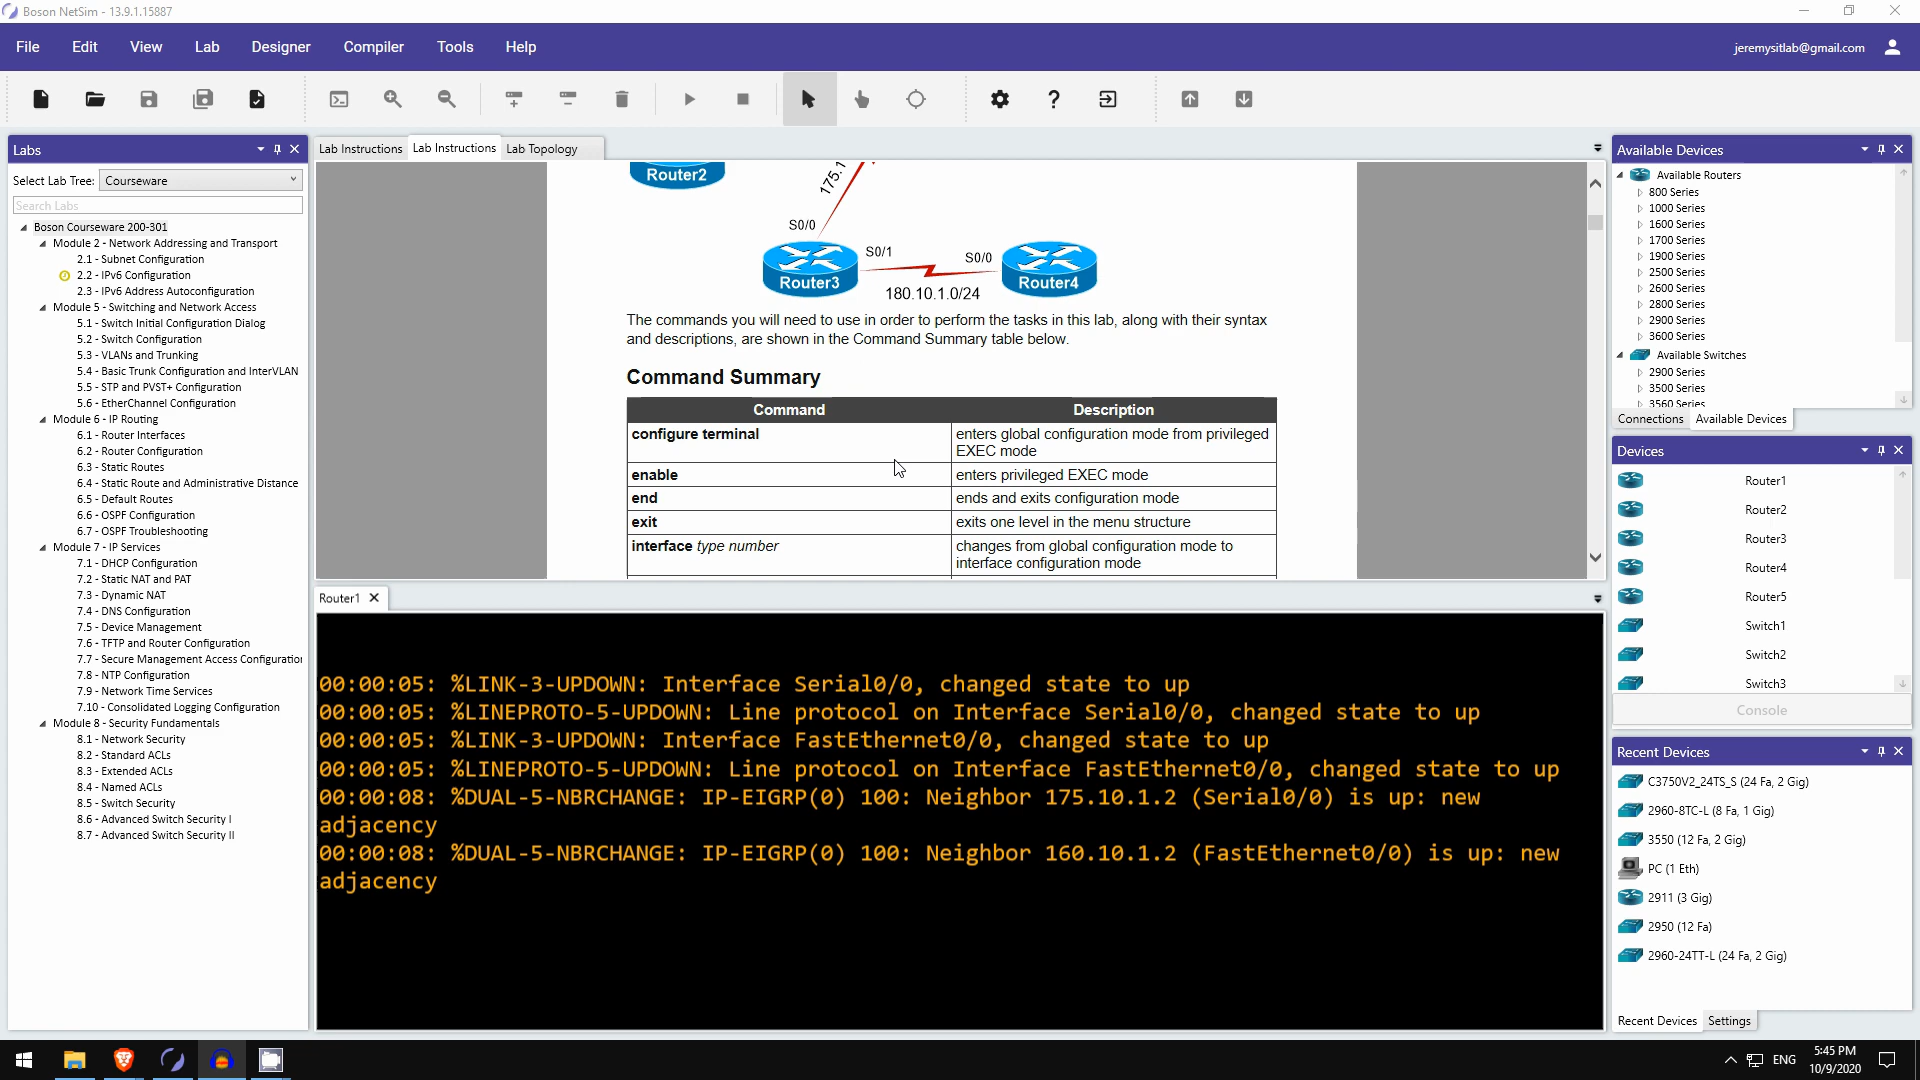 Boson NetSim - 13.9.1.15887
File Edit View Lab Designer Compiler Tools Help
jeremysitlab@gmail.com
Labs
Select Lab Tree: Courseware
Search Labs
Boson Courseware 200-301
Module 2 - Network Addressing and Transport
2.1 - Subnet Configuration
2.2 - IPv6 Configuration
2.3 - IPv6 Address Autoconfiguration
Module 5 - Switching and Network Access
5.1 - Switch Initial Configuration Dialog
5.2 - Switch Configuration
5.3 - VLANs and Trunking
5.4 - Basic Trunk Configuration and InterVLAN
5.5 - STP and PVST+ Configuration
5.6 - EtherChannel Configuration
Module 6 - IP Routing
6.1 - Router Interfaces
6.2 - Router Configuration
6.3 - Static Routes
6.4 - Static Route and Administrative Distance
6.5 - Default Routes
6.6 - OSPF Configuration
6.7 - OSPF Troubleshooting
Module 7 - IP Services
7.1 - DHCP Configuration
7.2 - Static NAT and PAT
7.3 - Dynamic NAT
7.4 - DNS Configuration
7.5 - Device Management
7.6 - TFTP and Router Configuration
7.7 - Secure Management Access Configuration
7.8 - NTP Configuration
7.9 - Network Time Services
7.10 - Consolidated Logging Configuration
Module 8 - Security Fundamentals
8.1 - Network Security
8.2 - Standard ACLs
8.3 - Extended ACLs
8.4 - Named ACLs
8.5 - Switch Security
8.6 - Advanced Switch Security I
8.7 - Advanced Switch Security II
Lab Instructions Lab Instructions Lab Topology
Router2
175.1
S0/0
S0/1 S0/0
Router3 Router4
180.10.1.0/24
The commands you will need to use in order to perform the tasks in this lab, along with their syntax
and descriptions, are shown in the Command Summary table below.
Command Summary
Command Description
configure terminal enters global configuration mode from privileged
EXEC mode
enable enters privileged EXEC mode
end ends and exits configuration mode
exit exits one level in the menu structure
interface type number changes from global configuration mode to
interface configuration mode
Router1
00:00:05: %LINK-3-UPDOWN: Interface Serial0/0, changed state to up
00:00:05: %LINEPROTO-5-UPDOWN: Line protocol on Interface Serial0/0, changed state to up
00:00:05: %LINK-3-UPDOWN: Interface FastEthernet0/0, changed state to up
00:00:05: %LINEPROTO-5-UPDOWN: Line protocol on Interface FastEthernet0/0, changed state to up
00:00:08: %DUAL-5-NBRCHANGE: IP-EIGRP(0) 100: Neighbor 175.10.1.2 (Serial0/0) is up: new
adjacency
00:00:08: %DUAL-5-NBRCHANGE: IP-EIGRP(0) 100: Neighbor 160.10.1.2 (FastEthernet0/0) is up: new
adjacency
Available Devices
Available Routers
800 Series
1000 Series
1600 Series
1700 Series
1900 Series
2500 Series
2600 Series
2800 Series
2900 Series
3600 Series
Available Switches
2900 Series
3500 Series
3560 Series
Connections Available Devices
Devices
Router1
Router2
Router3
Router4
Router5
Switch1
Switch2
Switch3
Console
Recent Devices
C3750V2_24TS_S (24 Fa, 2 Gig)
2960-8TC-L (8 Fa, 1 Gig)
3550 (12 Fa, 2 Gig)
PC (1 Eth)
2911 (3 Gig)
2950 (12 Fa)
2960-24TT-L (24 Fa, 2 Gig)
Recent Devices Settings
ENG
5:45 PM
10/9/2020